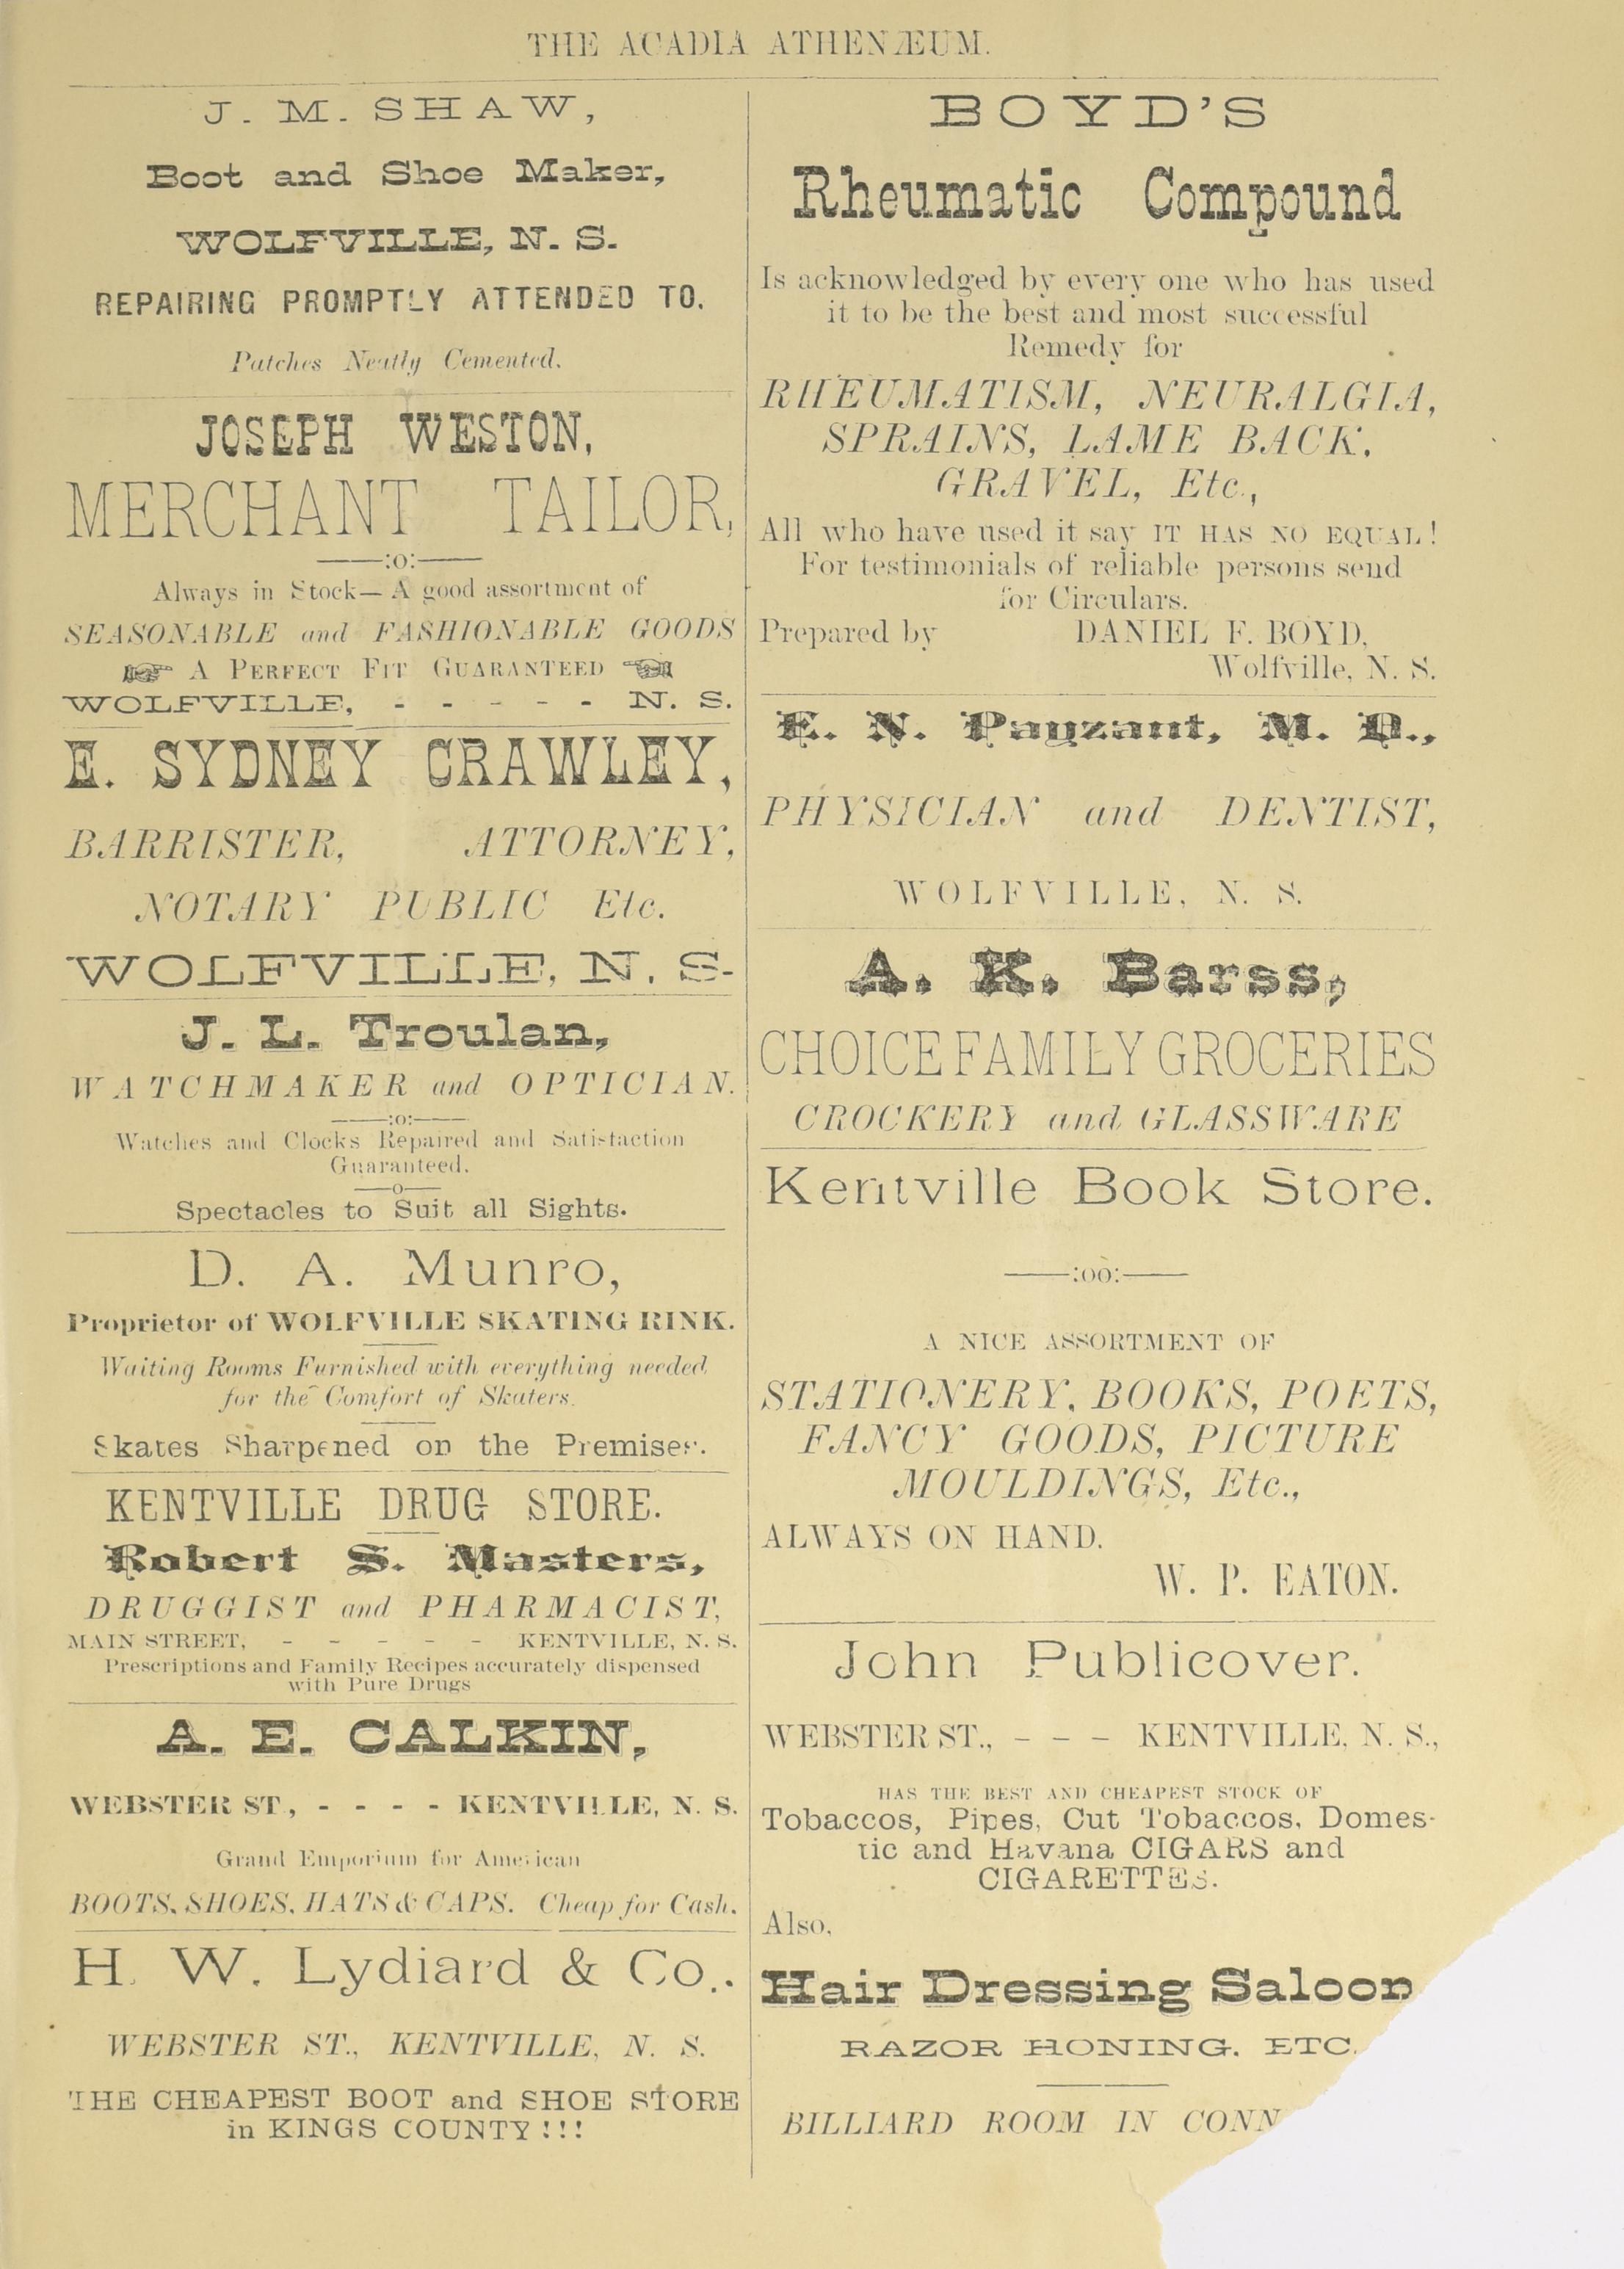 THE ACADIA ATHENÆUM.
J. M. SHAW,
Boot and Shoe Maker,
WOLFVILLE, N. S.
REPAIRING PROMPTLY ATTENDED TO.
Patches Neatly Cemented.
JOSEPH WESTON,
MERCHANT TAILOR,
——:o:——
Always in Stock— A good assortment of
SEASONABLE and FASHIONABLE GOODS
☞ A PERFECT FIT GUARANTEED ☜
WOLFVILLE, - - - - - N. S.
E. SYDNEY CRAWLEY,
BARRISTER, ATTORNEY,
NOTARY PUBLIC Etc.
WOLFVILLE, N. S.
J. L. Troulan,
WATCHMAKER and OPTICIAN.
——:o:——
Watches and Clocks Repaired and Satisfaction
Guaranteed.
——o——
Spectacles to Suit all Sights.
D. A. Munro,
Proprietor of WOLFVILLE SKATING RINK.
Waiting Rooms Furnished with everything needed
for the Comfort of Skaters.
Skates Sharpened on the Premises.
KENTVILLE DRUG STORE.
Robert S. Masters,
DRUGGIST and PHARMACIST,
MAIN STREET, - - - - - KENTVILLE, N. S.
Prescriptions and Family Recipes accurately dispensed
with Pure Drugs
A. E. CALKIN,
WEBSTER ST., - - - - KENTVILLE, N. S.
Grand Emporium for American
BOOTS, SHOES, HATS & CAPS. Cheap for Cash.
H. W. Lydiard & Co.,
WEBSTER ST., KENTVILLE, N. S.
THE CHEAPEST BOOT and SHOE STORE
in KINGS COUNTY !!!
BOYD'S
Rheumatic Compound
Is acknowledged by every one who has used
it to be the best and most successful
Remedy for
RHEUMATISM, NEURALGIA,
SPRAINS, LAME BACK,
GRAVEL, Etc.,
All who have used it say IT HAS NO EQUAL!
For testimonials of reliable persons send
for Circulars.
Prepared by DANIEL F. BOYD,
Wolfville, N. S.
E. N. Payzant, M. D.,
PHYSICIAN and DENTIST,
WOLFVILLE, N. S.
A. K. Barss,
CHOICE FAMILY GROCERIES
CROCKERY and GLASSWARE
Kentville Book Store.
——:oo:——
A NICE ASSORTMENT OF
STATIONERY, BOOKS, POETS,
FANCY GOODS, PICTURE
MOULDINGS, Etc.,
ALWAYS ON HAND.
W. P. EATON.
John Publicover.
WEBSTER ST., - - - KENTVILLE, N. S.,
HAS THE BEST AND CHEAPEST STOCK OF
Tobaccos, Pipes, Cut Tobaccos, Domes-
tic and Havana CIGARS and
CIGARETTES.
Also,
Hair Dressing Saloon
RAZOR HONING. ETC.
BILLIARD ROOM IN CONN